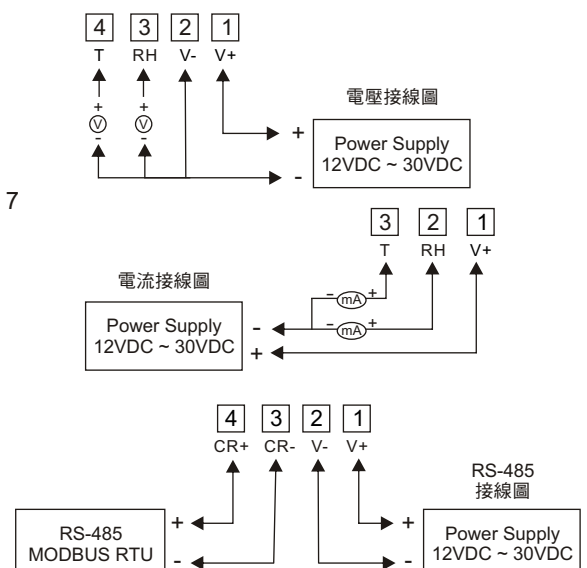 4 3 2 1
T RH V- V+
電壓接線圖
+ + +
V V
- -
Power Supply
12VDC ~ 30VDC
-
7
3 2 1
T RH V+
電流接線圖
- mA +
Power Supply
12VDC ~ 30VDC
-
- mA +
+
4 3 2 1
CR+ CR- V- V+
RS-485
接線圖
+ +
RS-485
MODBUS RTU
Power Supply
12VDC ~ 30VDC
- -